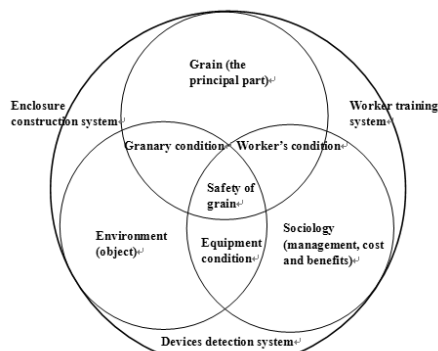 Grain (the
principal part)
Enclosure
construction system
Worker training
system
Granary condition
Worker's condition
Safety of
grain
Environment
(object)
Equipment
condition
Sociology
(management, cost
and benefits)
Devices detection system